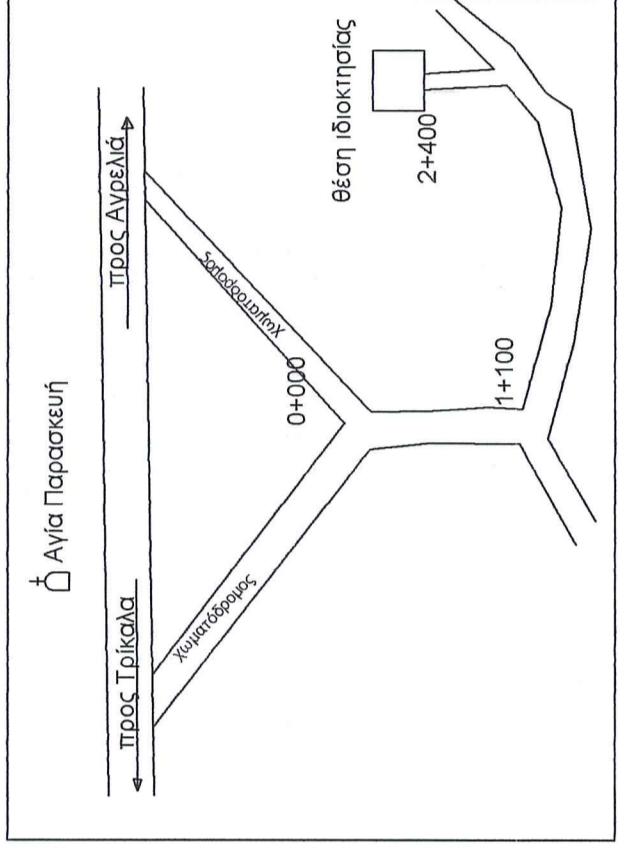 Αγία Παρασκευή
προς Τρίκαλα
προς Αγρελιά
Χωματόδρομος
Χωματόδρομος
0+000
1+100
θέση ιδιοκτησίας
2+400